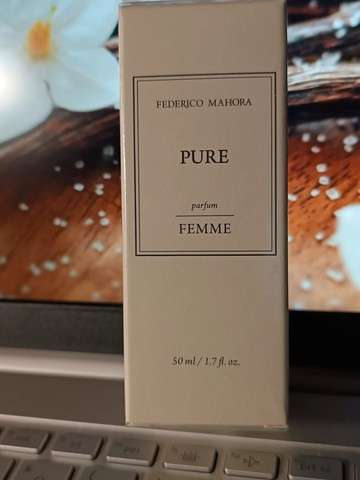 FEDERICO MAHORA
PURE
parfum
FEMME
50 ml / 1.7 fl. oz.